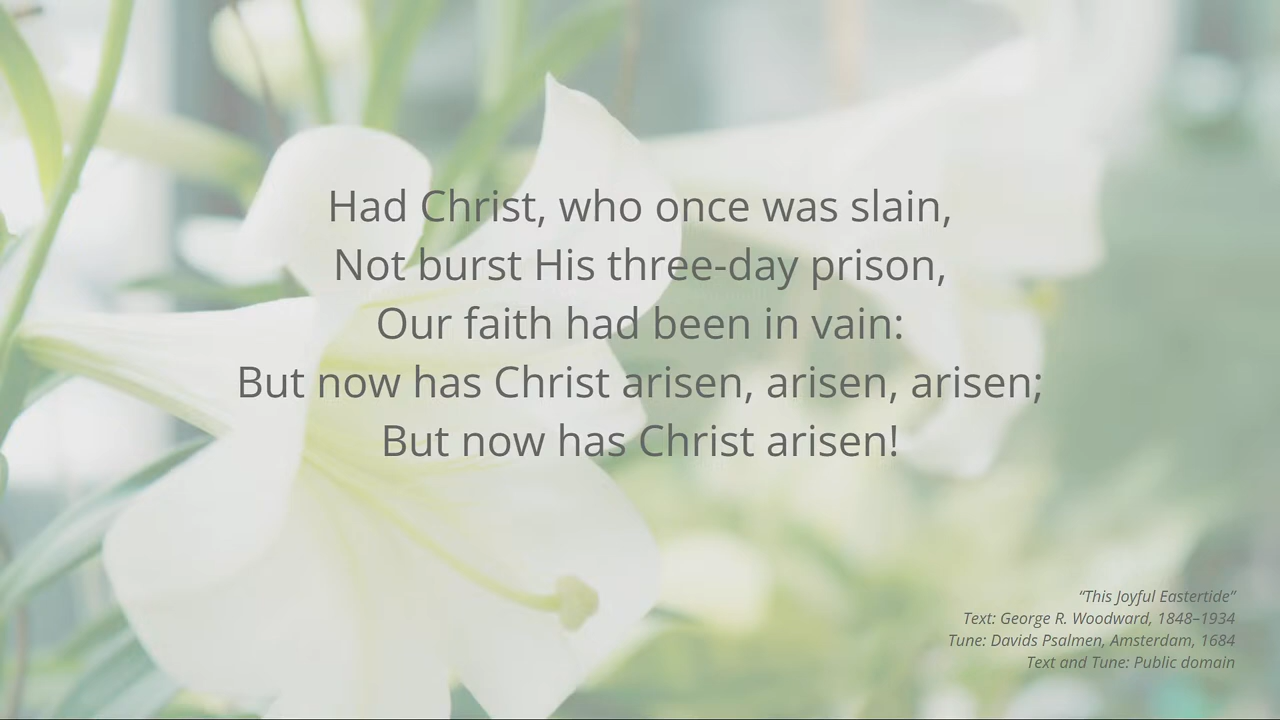 Had Christ, who once was slain,
Not burst His three-day prison,
Our faith had been in vain:
But now has Christ arisen, arisen, arisen;
But now has Christ arisen!
“This Joyful Eastertide”
Text: George R. Woodward, 1848–1934
Tune: Davids Psalmen, Amsterdam, 1684
Text and Tune: Public domain